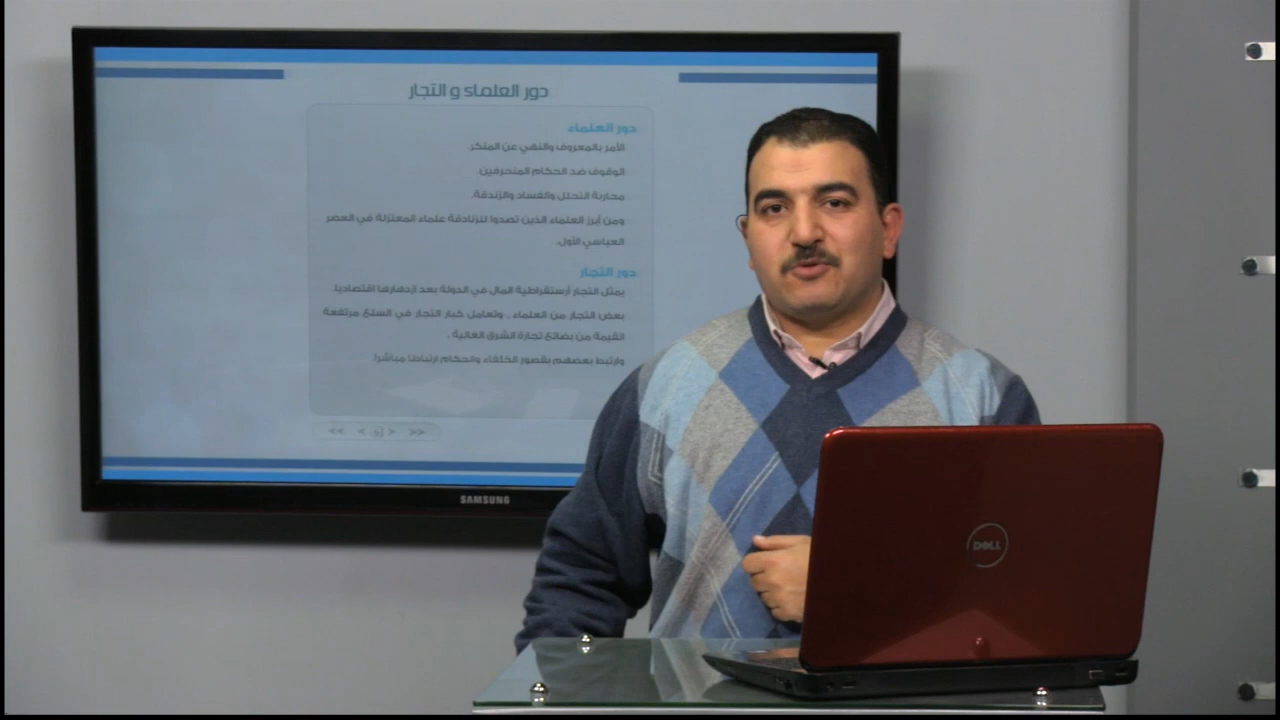 دور العلماء و التجار
دور العلماء
الأمر بالمعروف والنهي عن المنكر.
الوقوف ضد الحكام المنحرفين.
محاربة التحلل والفساد والزندقة.
ومن أبرز العلماء الذين تصدوا للزنادقة علماء المعتزلة في العصر
العباسي الأول.
دور التجار
يمثل التجار أرستقراطية المال في الدولة بعد ازدهارها اقتصاديا.
بعض التجار من العلماء .. وتعامل كبار التجار في السلع مرتفعة
القيمة من بضائع تجارة الشرق الغالية .
وارتبط بعضهم بقصور الخلفاء والحكام ارتباطا مباشرا.
<< < 5 > >>
SAMSUNG
DELL